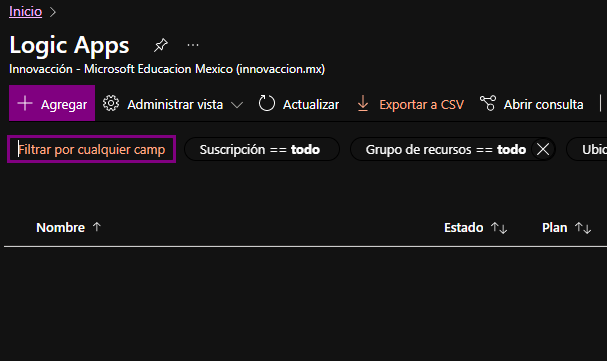 Inicio >
Logic Apps
Innovacción - Microsoft Educacion Mexico (innovaccion.mx)
Agregar Administrar vista Actualizar Exportar a CSV Abrir consulta
Filtrar por cualquier camp Suscripción == todo Grupo de recursos == todo Ubic
Nombre ↑ Estado ↑↓ Plan ↑↓